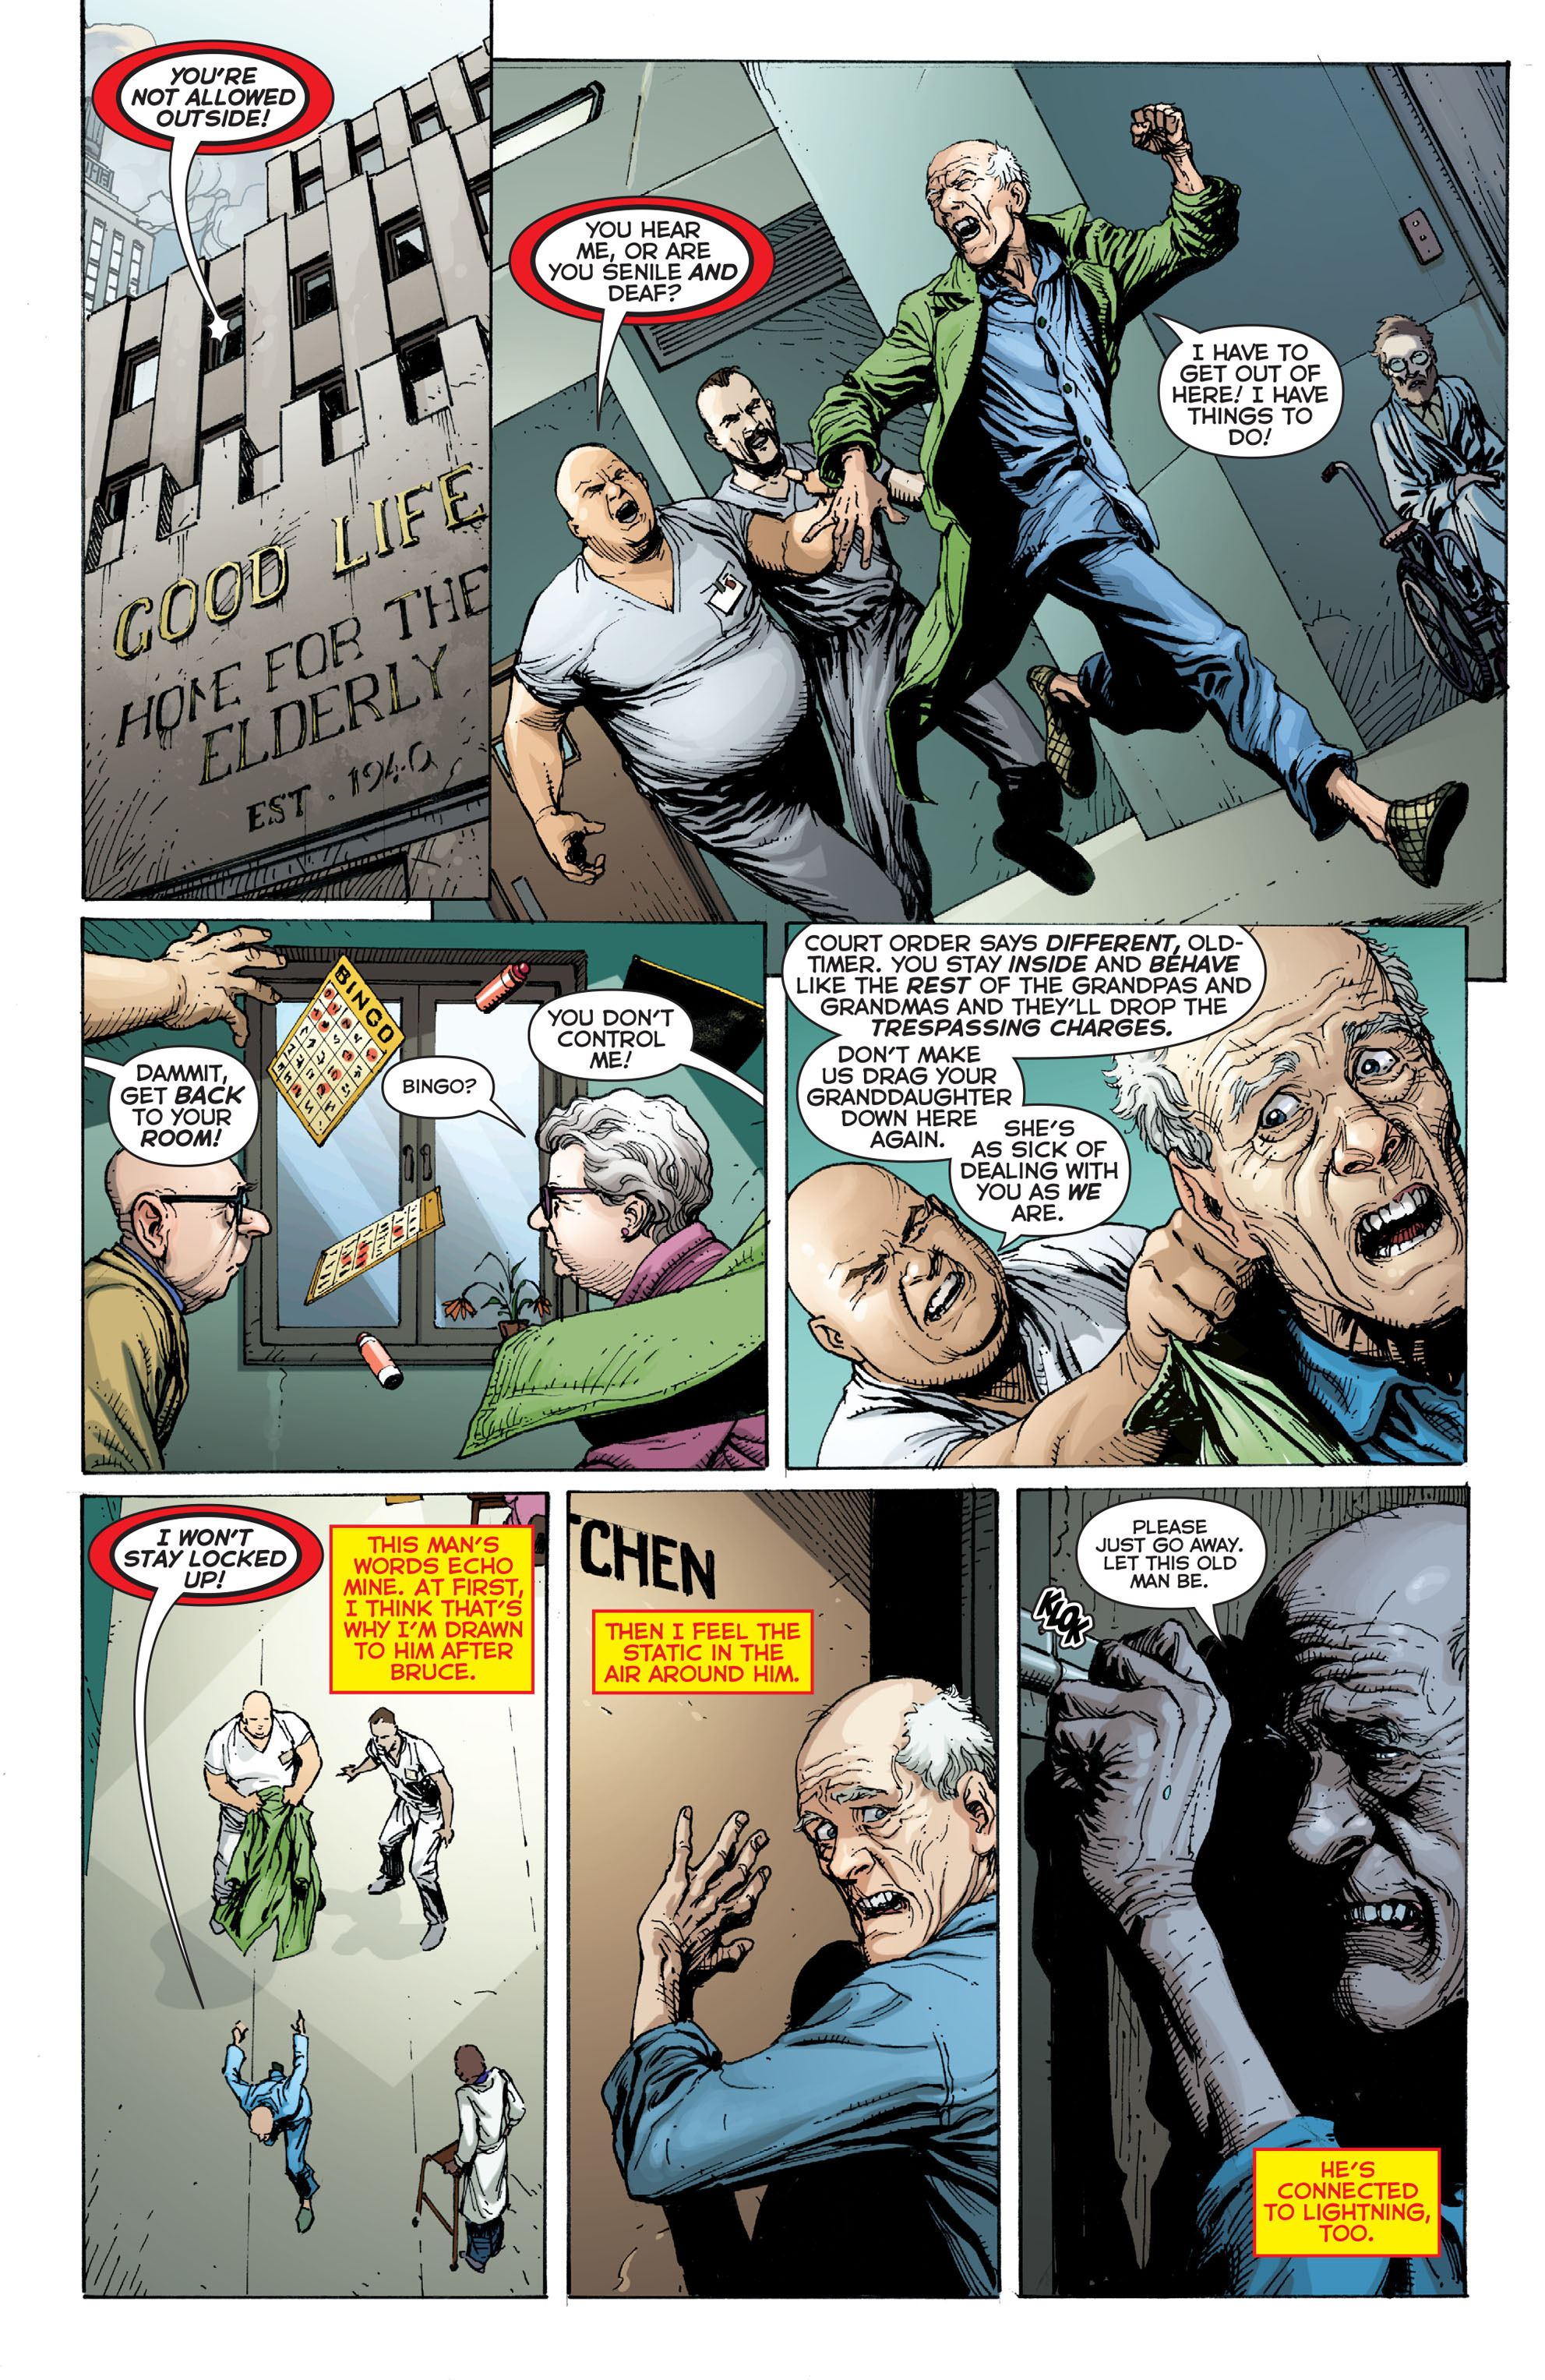 YOU'RE
NOT ALLOWED
OUTSIDE!
GOOD LIFE
HOME FOR THE
ELDERLY
EST. 1940
YOU HEAR
ME, OR ARE
YOU SENILE AND
DEAF?
I HAVE TO
GET OUT OF
HERE! I HAVE
THINGS TO
DO!
DAMMIT,
GET BACK
TO YOUR
ROOM!
BINGO
BINGO?
YOU DON'T
CONTROL
ME!
COURT ORDER SAYS DIFFERENT, OLD-
TIMER. YOU STAY INSIDE AND BEHAVE
LIKE THE REST OF THE GRANDPAS AND
GRANDMAS AND THEY'LL DROP THE
TRESPASSING CHARGES.
DON'T MAKE
US DRAG YOUR
GRANDDAUGHTER
DOWN HERE
AGAIN.
SHE'S
AS SICK OF
DEALING WITH
YOU AS WE
ARE.
I WON'T
STAY LOCKED
UP!
THIS MAN'S
WORDS ECHO
MINE. AT FIRST,
I THINK THAT'S
WHY I'M DRAWN
TO HIM AFTER
BRUCE.
TCHEN
THEN I FEEL THE
STATIC IN THE
AIR AROUND HIM.
PLEASE
JUST GO AWAY.
LET THIS OLD
MAN BE.
KLOK
HE'S
CONNECTED
TO LIGHTNING,
TOO.